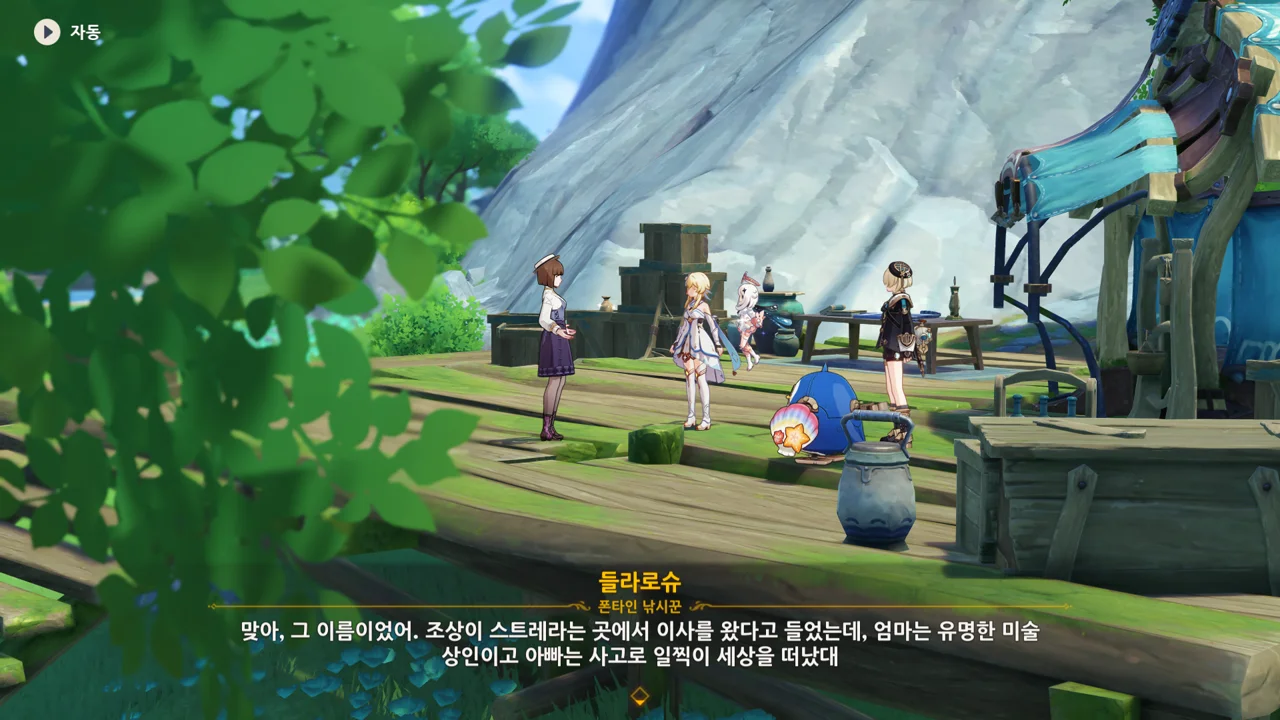 자동
들라로슈
폰타인 낚시꾼
맞아, 그 이름이었어. 조상이 스트레라는 곳에서 이사를 왔다고 들었는데, 엄마는 유명한 미술
상인이고 아빠는 사고로 일찍이 세상을 떠났대